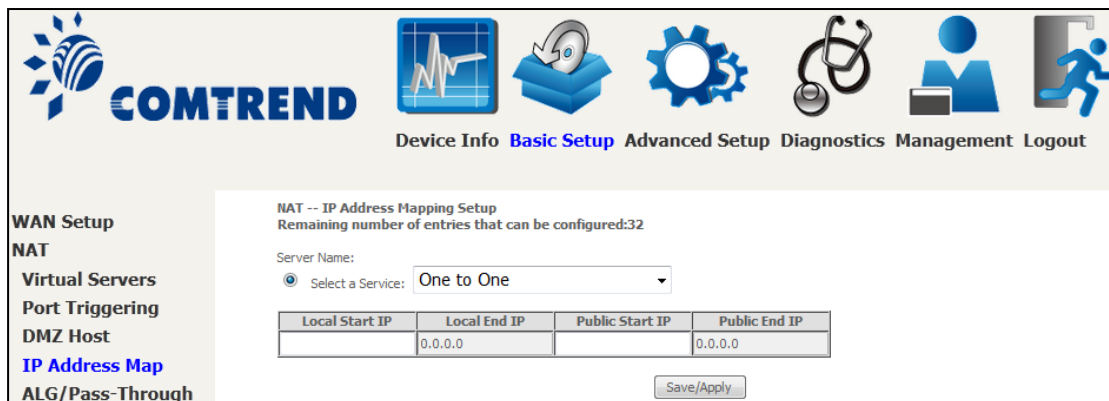 COMTREND
Device Info Basic Setup Advanced Setup Diagnostics Management Logout
WAN Setup
NAT
Virtual Servers
Port Triggering
DMZ Host
IP Address Map
ALG/Pass-Through
NAT -- IP Address Mapping Setup
Remaining number of entries that can be configured:32
Server Name:
Select a Service: One to One
Local Start IP Local End IP Public Start IP Public End IP
0.0.0.0 0.0.0.0
Save/Apply